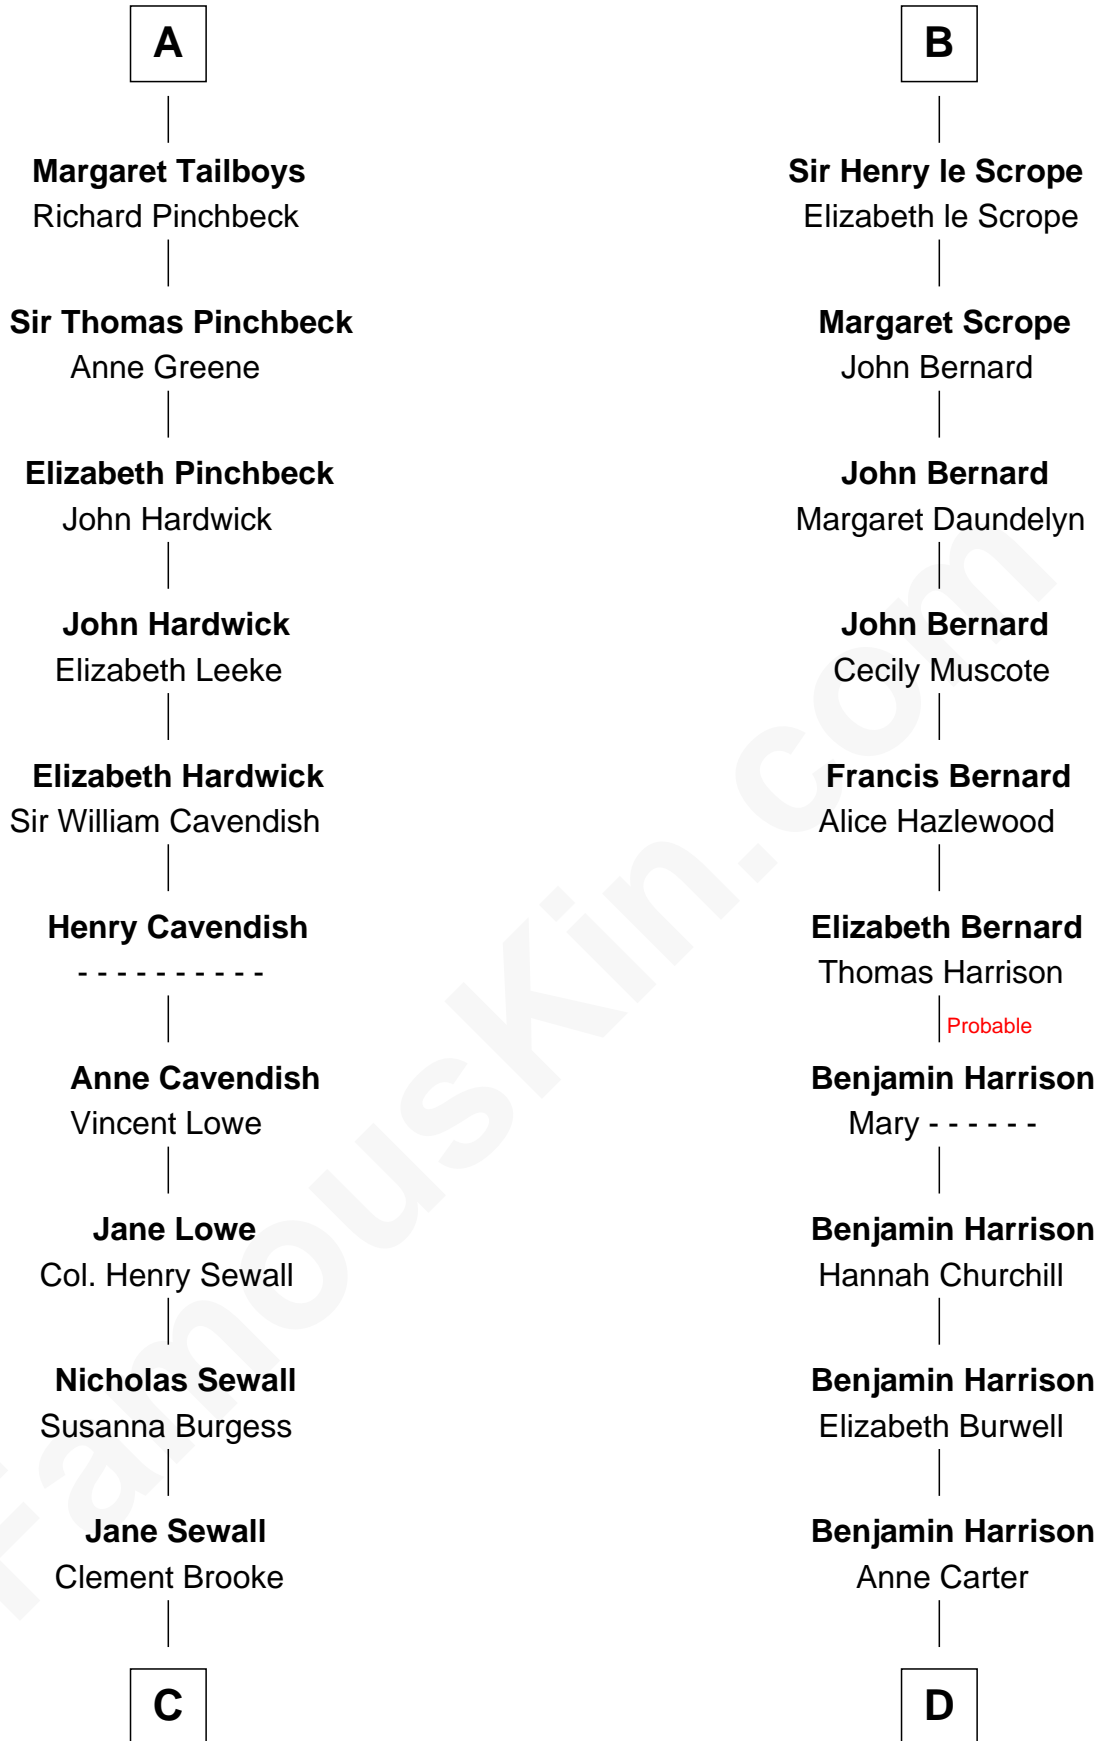 A
Margaret Tailboys
Richard Pinchbeck
Sir Thomas Pinchbeck
Anne Greene
Elizabeth Pinchbeck
John Hardwick
John Hardwick
Elizabeth Leeke
Elizabeth Hardwick
Sir William Cavendish
Henry Cavendish
- - - - - - - - - -
Anne Cavendish
Vincent Lowe
Jane Lowe
Col. Henry Sewall
Nicholas Sewall
Susanna Burgess
Jane Sewall
Clement Brooke
C
B
Sir Henry le Scrope
Elizabeth le Scrope
Margaret Scrope
John Bernard
John Bernard
Margaret Daundelyn
John Bernard
Cecily Muscote
Francis Bernard
Alice Hazlewood
Elizabeth Bernard
Thomas Harrison
Probable
Benjamin Harrison
Mary - - - - - -
Benjamin Harrison
Hannah Churchill
Benjamin Harrison
Elizabeth Burwell
Benjamin Harrison
Anne Carter
D
FamousKin.com